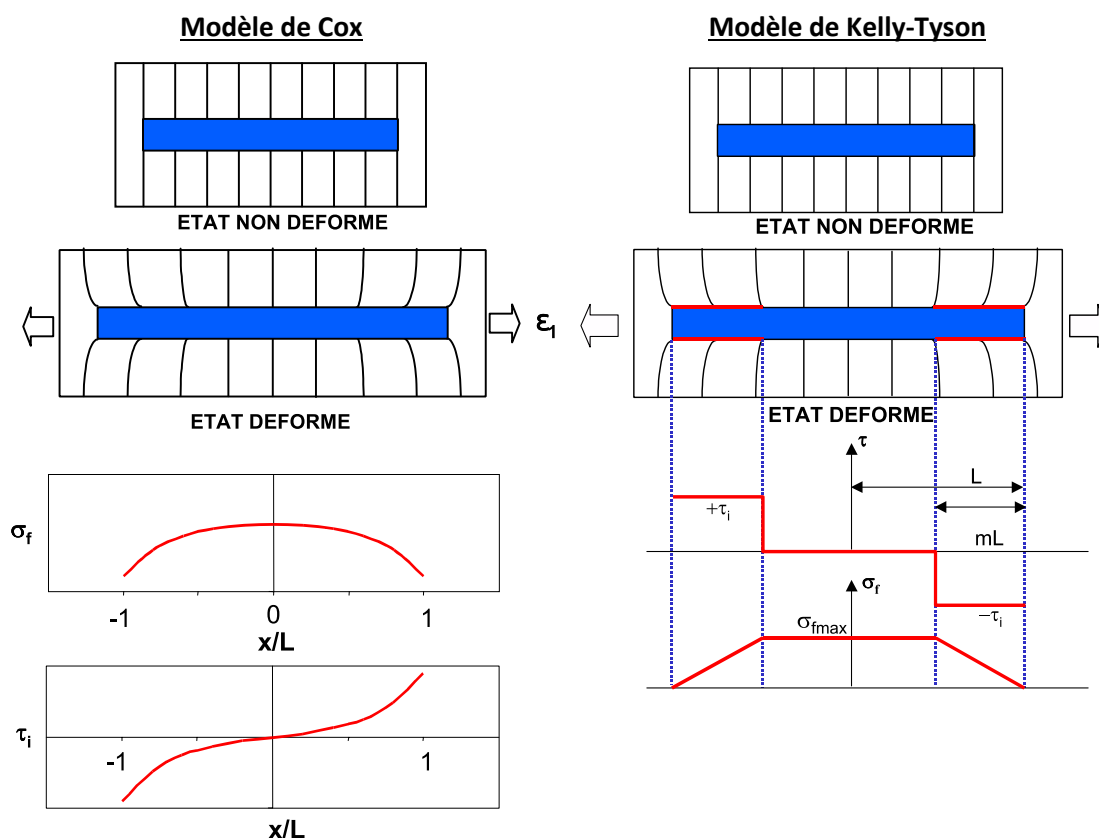 Modèle de Cox
ETAT NON DEFORME
ε₁
ETAT DEFORME
σf
-1 0 1
x/L
τi
-1 1
x/L
Modèle de Kelly-Tyson
ETAT NON DEFORME
ETAT DEFORME
τ
L
+τi
mL
σf
−τi
σfmax